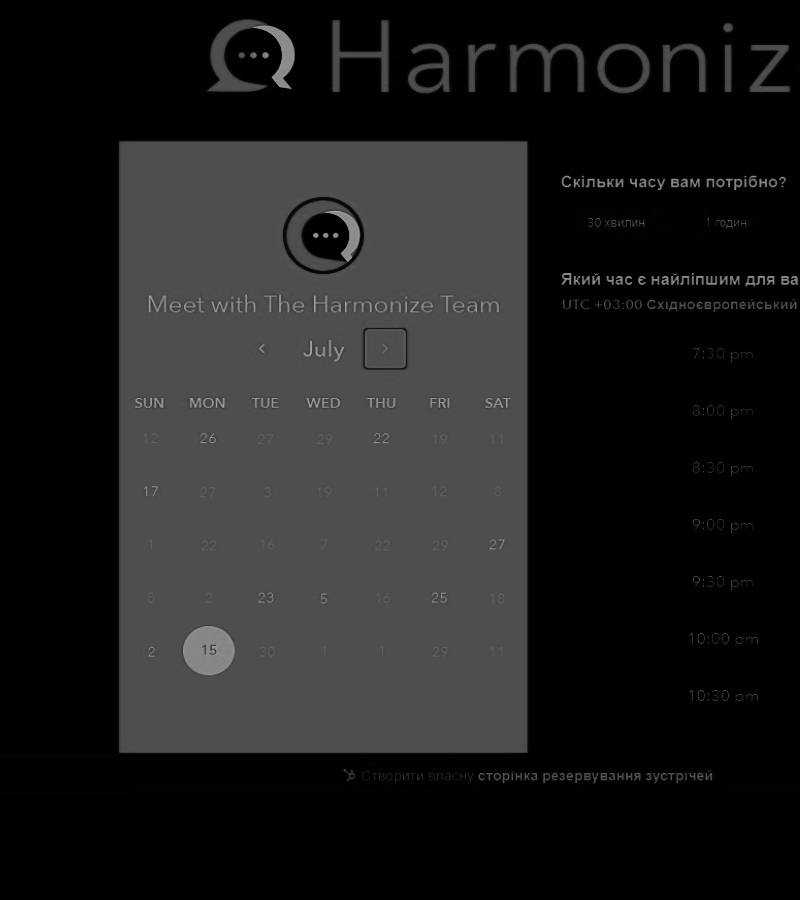 Harmoniz
Meet with The Harmonize Team
July
SUN MON TUE WED THU FRI SAT
12 26 27 29 22 19 11
17 27 3 19 11 12 8
1 22 16 7 22 29 27
8 2 23 5 16 25 18
2 15 30 1 1 29 11
Скільки часу вам потрібно?
30 хвилин 1 годин
Який час є найліпшим для ва
UTC +03:00 Східноєвропейський
7:30 pm
8:00 pm
8:30 pm
9:00 pm
9:30 pm
10:00 pm
10:30 pm
Створити власну сторінка резервування зустрічей